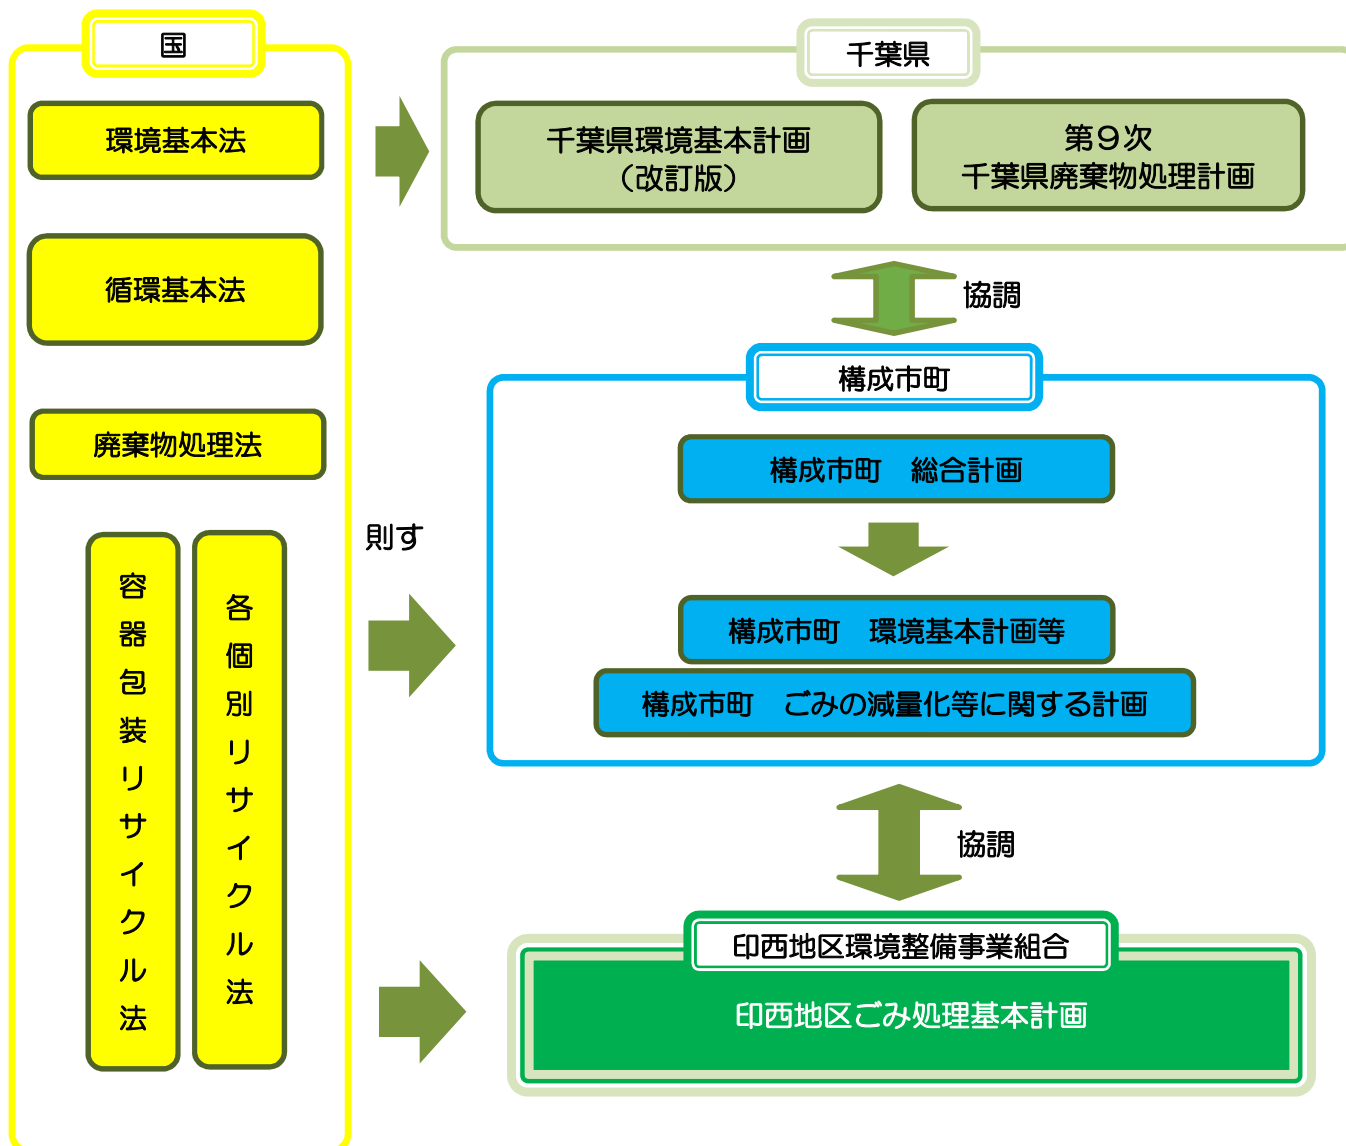 国
環境基本法
循環基本法
廃棄物処理法
容器包装リサイクル法
各個別リサイクル法
則す
千葉県
千葉県環境基本計画
（改訂版）
第９次
千葉県廃棄物処理計画
協調
構成市町
構成市町　総合計画
構成市町　環境基本計画等
構成市町　ごみの減量化等に関する計画
協調
印西地区環境整備事業組合
印西地区ごみ処理基本計画